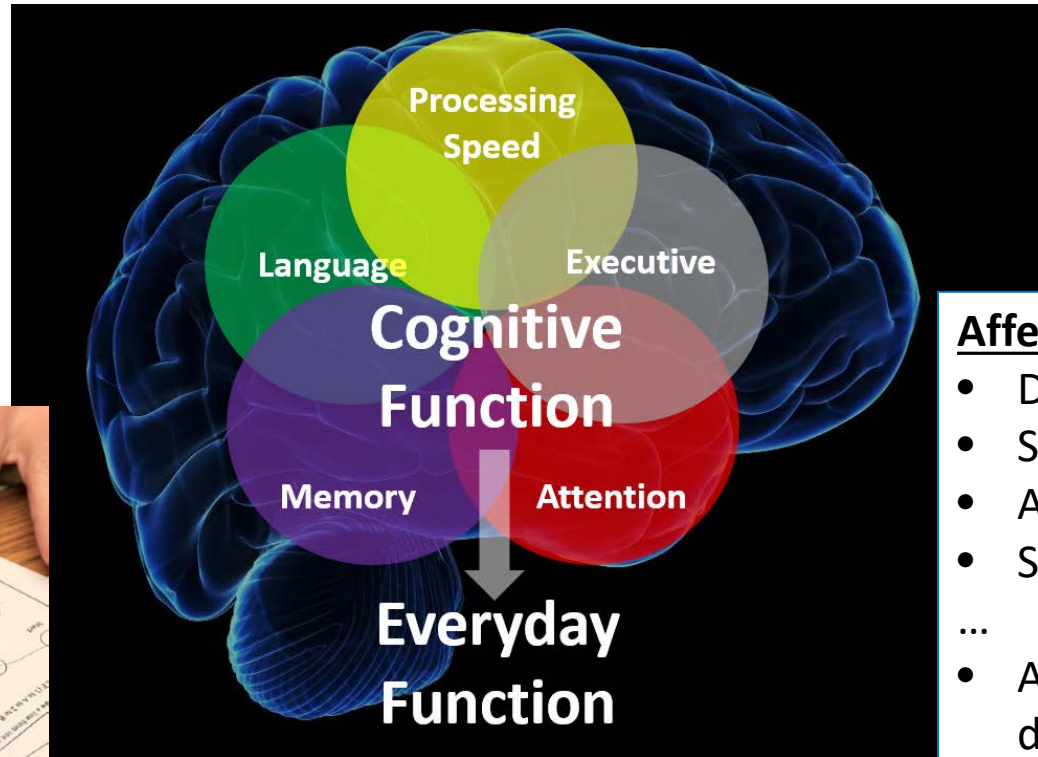 Processing
Speed
Language
Executive
Cognitive
Function
Memory
Attention
Everyday
Function
…